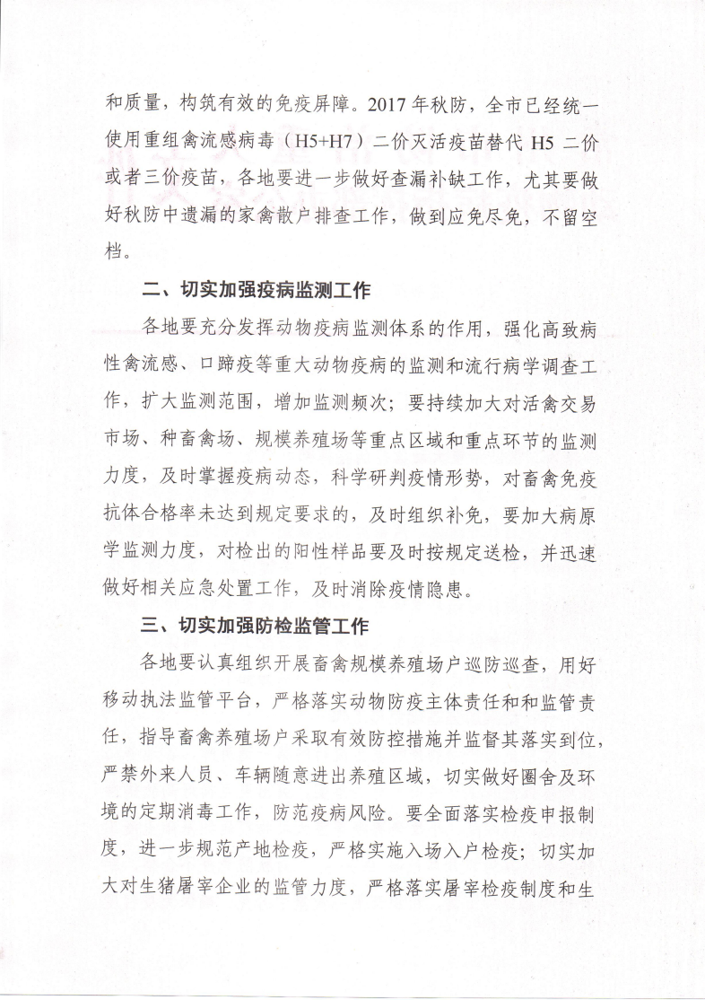 和质量，构筑有效的免疫屏障。2017 年秋防，全市已经统一
使用重组禽流感病毒（H5+H7）二价灭活疫苗替代 H5 二价
或者三价疫苗，各地要进一步做好查漏补缺工作，尤其要做
好秋防中遗漏的家禽散户排查工作，做到应免尽免，不留空
档。
二、切实加强疫病监测工作
各地要充分发挥动物疫病监测体系的作用，强化高致病
性禽流感、口蹄疫等重大动物疫病的监测和流行病学调查工
作，扩大监测范围，增加监测频次；要持续加大对活禽交易
市场、种畜禽场、规模养殖场等重点区域和重点环节的监测
力度，及时掌握疫病动态，科学研判疫情形势，对畜禽免疫
抗体合格率未达到规定要求的，及时组织补免，要加大病原
学监测力度，对检出的阳性样品要及时按规定送检，并迅速
做好相关应急处置工作，及时消除疫情隐患。
三、切实加强防检监管工作
各地要认真组织开展畜禽规模养殖场户巡防巡查，用好
移动执法监管平台，严格落实动物防疫主体责任和和监管责
任，指导畜禽养殖场户采取有效防控措施并监督其落实到位，
严禁外来人员、车辆随意进出养殖区域，切实做好圈舍及环
境的定期消毒工作，防范疫病风险。要全面落实检疫申报制
度，进一步规范产地检疫，严格实施入场入户检疫；切实加
大对生猪屠宰企业的监管力度，严格落实屠宰检疫制度和生